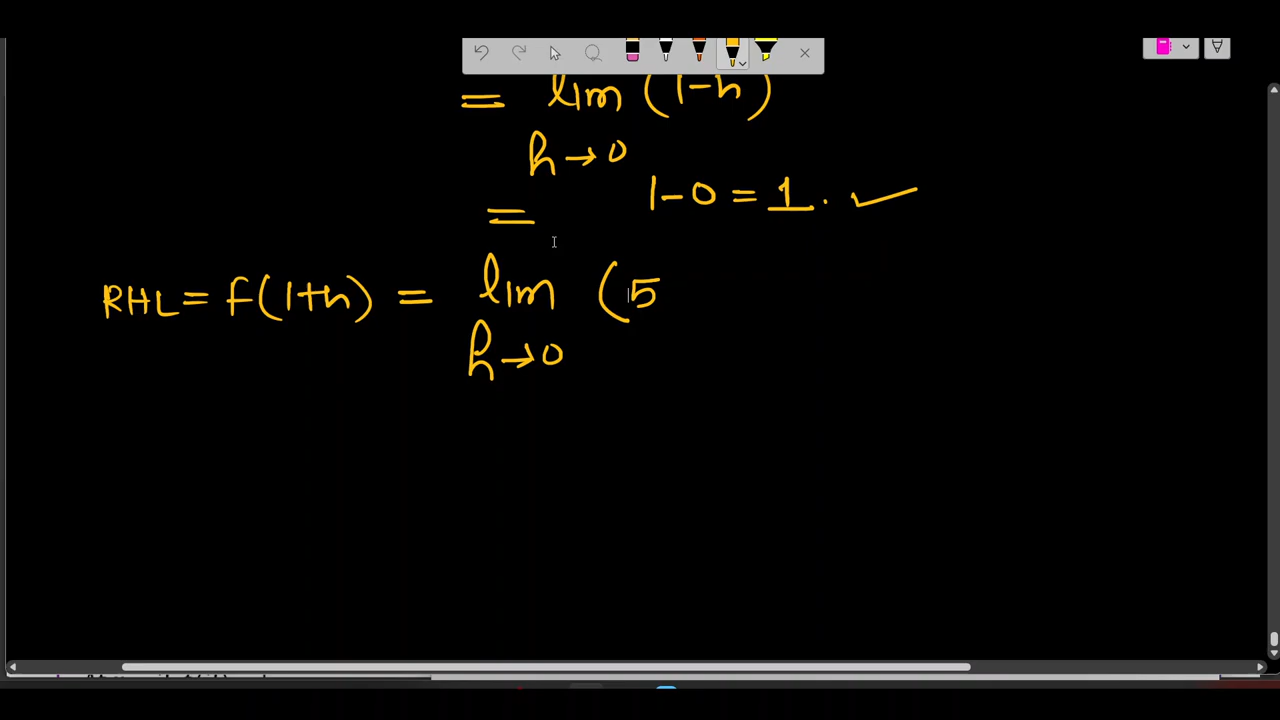 = lim (1-h)
h→0
= 1-0 = 1. ✓
RHL = f(1+h) = lim (5
h→0